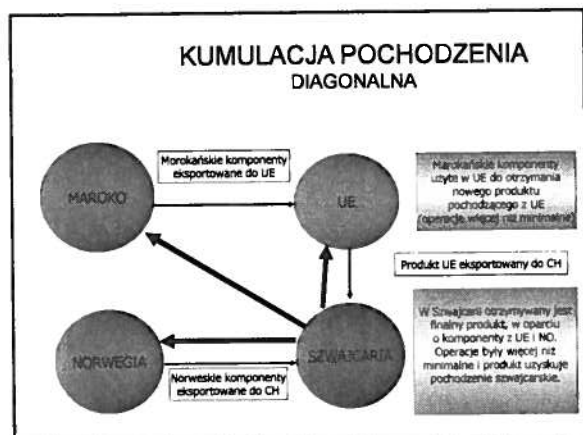 KUMULACJA POCHODZENIA
DIAGONALNA
MAROKO
Morokańskie komponenty
eksportowane do UE
UE
Marokańskie komponenty
użyte w UE do otrzymania
nowego produktu
pochodzącego z UE
(operacje więcej niż minimalne)
Produkt UE eksportowany do CH
NORWEGIA
Norweskie komponenty
eksportowane do CH
SZWAJCARIA
W Szwajcarii otrzymywany jest
finalny produkt, w oparciu
o komponenty z UE i NO.
Operacje były więcej niż
minimalne i produkt uzyskuje
pochodzenie szwajcarskie.